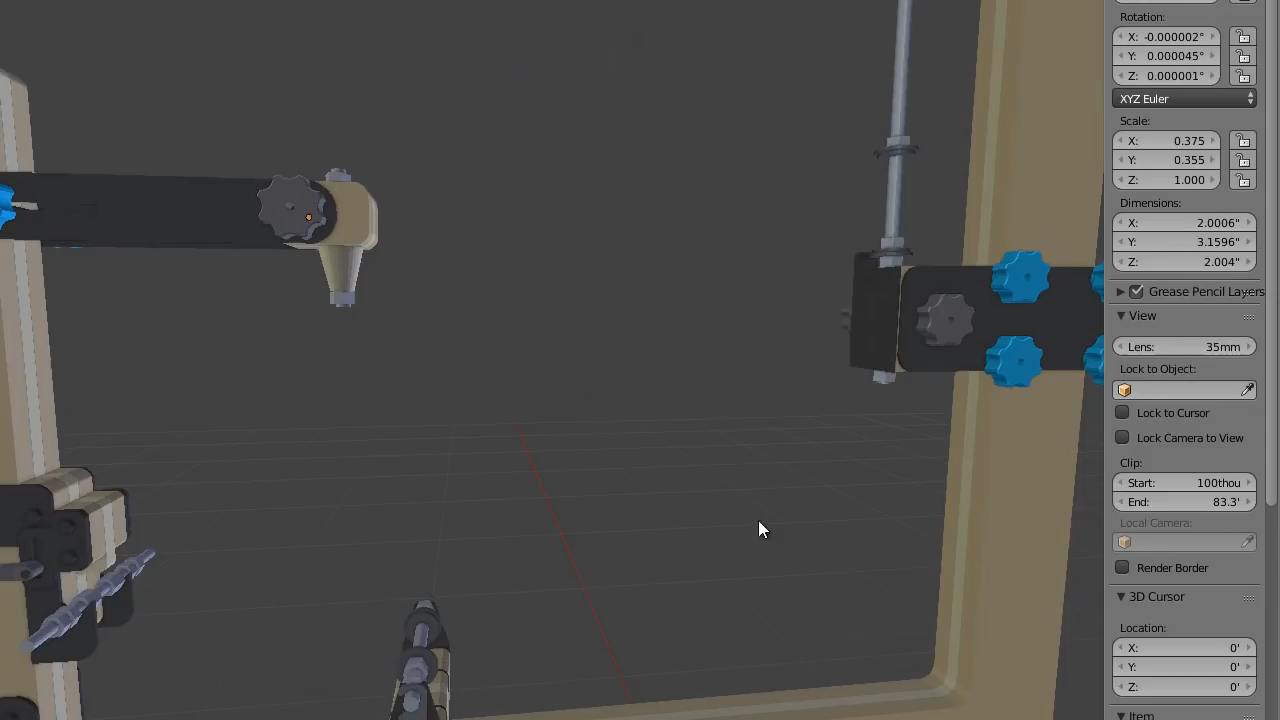 Rotation:
X: -0.000002°
Y: 0.000045°
Z: 0.000001°
XYZ Euler
Scale:
X: 0.375
Y: 0.355
Z: 1.000
Dimensions:
X: 2.0006"
Y: 3.1596"
Z: 2.004"
Grease Pencil Layers
View
Lens: 35mm
Lock to Object:
Lock to Cursor
Lock Camera to View
Clip:
Start: 100thou
End: 83.3'
Local Camera:
Render Border
3D Cursor
Location:
X: 0'
Y: 0'
Z: 0'
Item